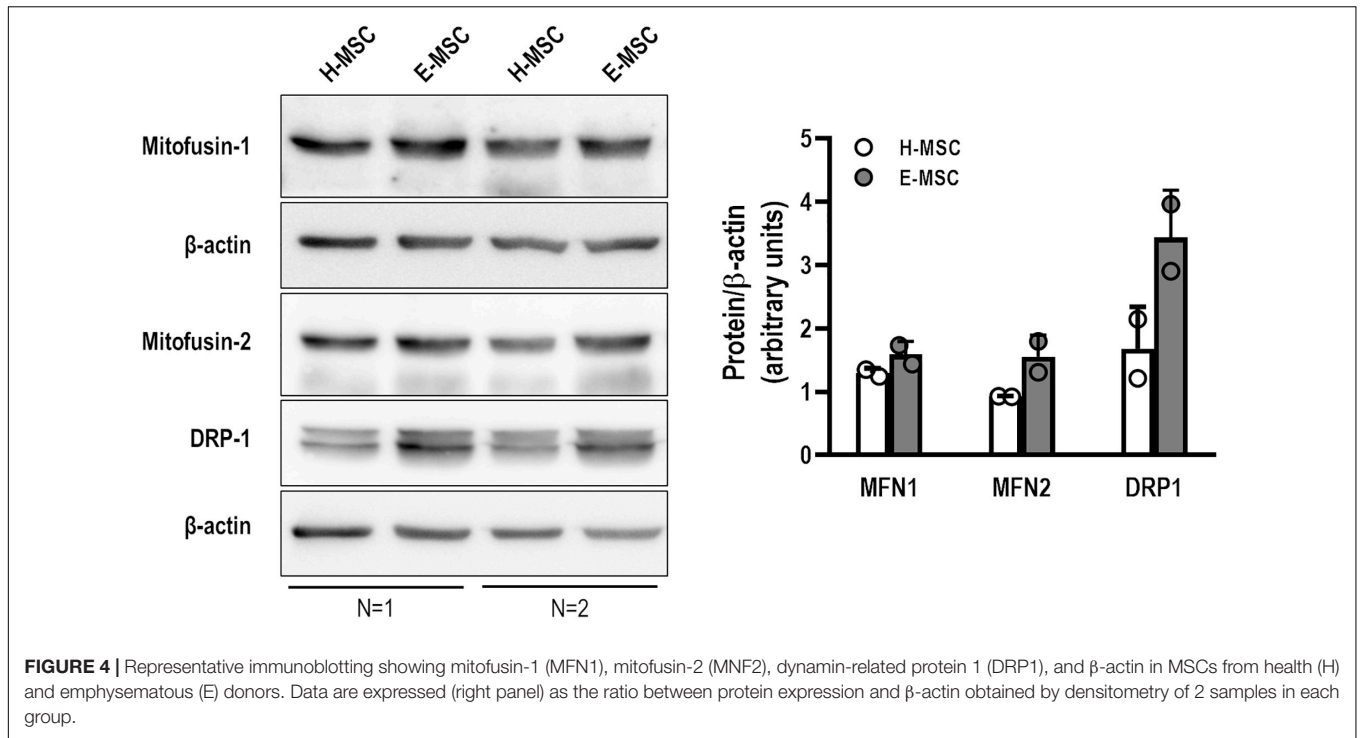 H-MSC E-MSC H-MSC E-MSC
Mitofusin-1
β-actin
Mitofusin-2
DRP-1
β-actin
N=1 N=2
Protein/β-actin
(arbitrary units)
5
4
3
2
1
0
H-MSC
E-MSC
MFN1 MFN2 DRP1
FIGURE 4 | Representative immunoblotting showing mitofusin-1 (MFN1), mitofusin-2 (MNF2), dynamin-related protein 1 (DRP1), and β-actin in MSCs from health (H)
and emphysematous (E) donors. Data are expressed (right panel) as the ratio between protein expression and β-actin obtained by densitometry of 2 samples in each
group.